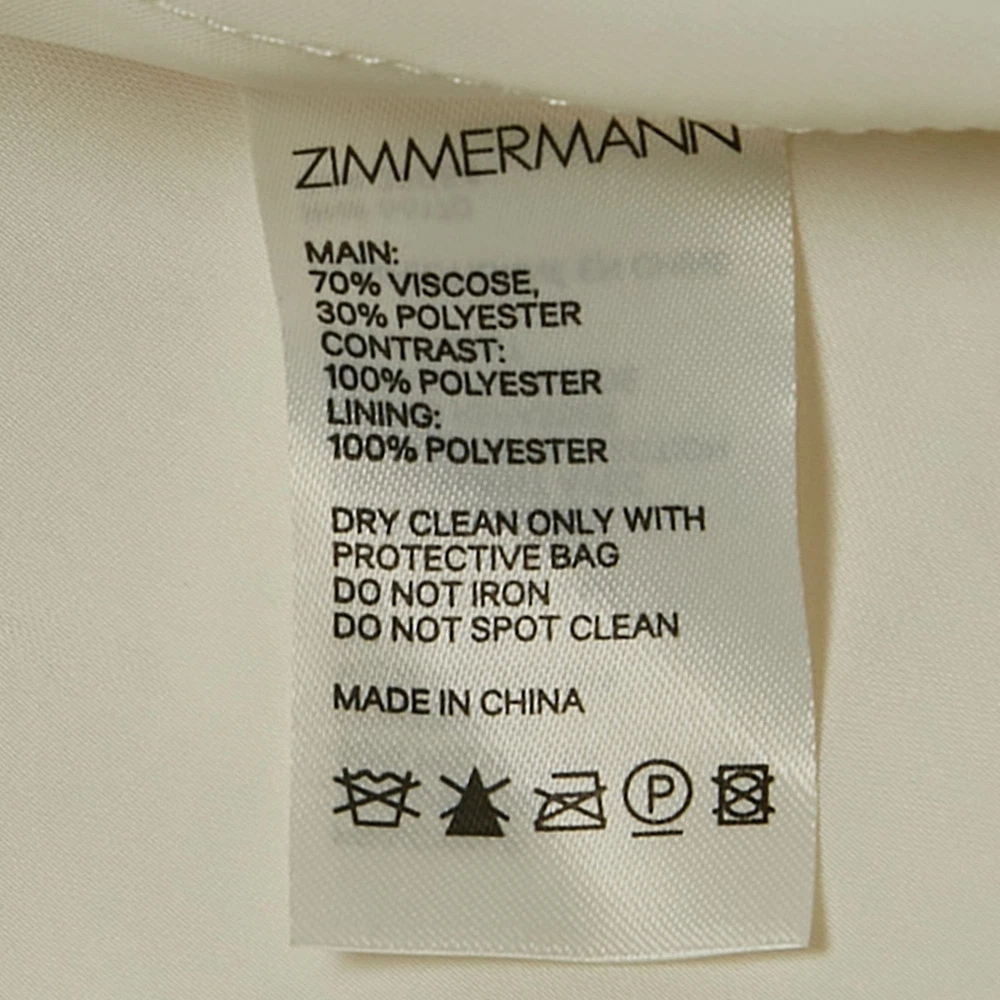 ZIMMERMANN
MAIN:
70% VISCOSE,
30% POLYESTER
CONTRAST:
100% POLYESTER
LINING:
100% POLYESTER
DRY CLEAN ONLY WITH
PROTECTIVE BAG
DO NOT IRON
DO NOT SPOT CLEAN
MADE IN CHINA
P